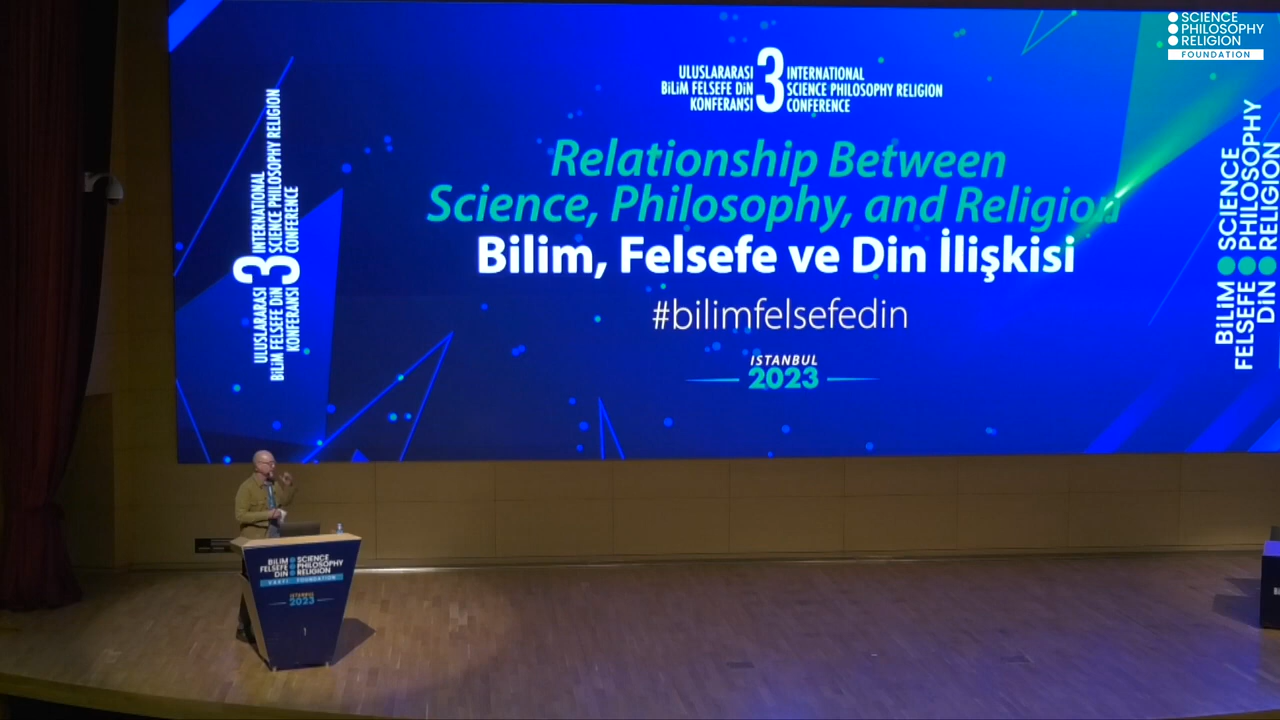 SCIENCE
PHILOSOPHY
RELIGION
FOUNDATION
ULUSLARARASI
BİLİM FELSEFE DİN
KONFERANSI
3
INTERNATIONAL
SCIENCE PHILOSOPHY RELIGION
CONFERENCE
Relationship Between
Science, Philosophy, and Religion
Bilim, Felsefe ve Din İlişkisi
#bilimfelsefedin
ISTANBUL
2023
ULUSLARARASI
BİLİM FELSEFE DİN
KONFERANSI
3
INTERNATIONAL
SCIENCE PHILOSOPHY RELIGION
CONFERENCE
BİLİM SCIENCE
FELSEFE PHILOSOPHY
DİN RELIGION
BİLİM SCIENCE
FELSEFE PHILOSOPHY
DİN RELIGION
VAKFI FOUNDATION
ISTANBUL
2023